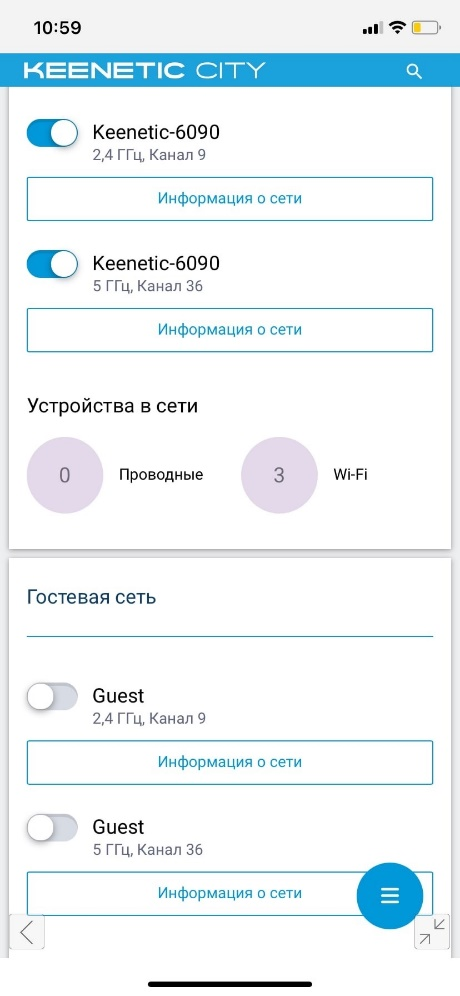 10:59
KEENETIC CITY
Keenetic-6090
2,4 ГГц, Канал 9
Информация о сети
Keenetic-6090
5 ГГц, Канал 36
Информация о сети
Устройства в сети
0 Проводные 3 Wi-Fi
Гостевая сеть
Guest
2,4 ГГц, Канал 9
Информация о сети
Guest
5 ГГц, Канал 36
Информация о сети